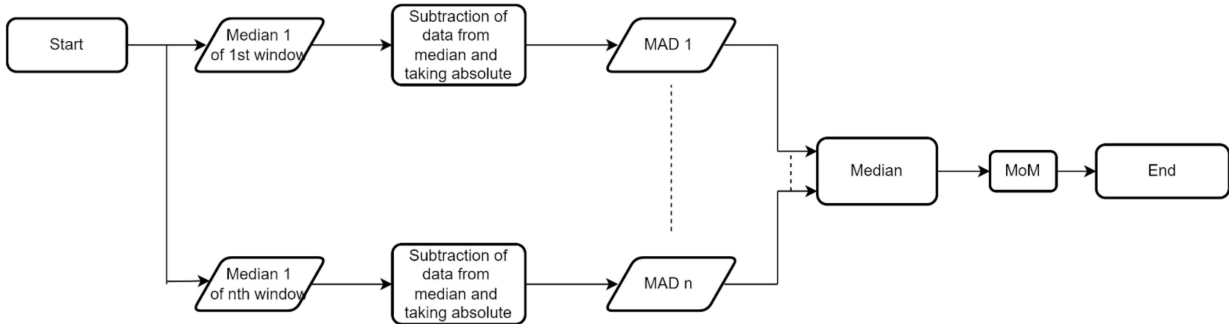 Start
Median 1
of 1st window
Subtraction of
data from
median and
taking absolute
MAD 1
Median
MoM
End
Median 1
of nth window
Subtraction of
data from
median and
taking absolute
MAD n